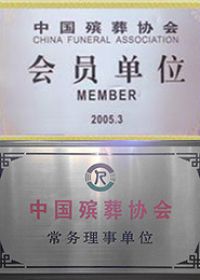 中国殡葬协会
CHINA FUNERAL ASSOCIATION
会员单位
MEMBER
2005.3
中国殡葬协会
常务理事单位